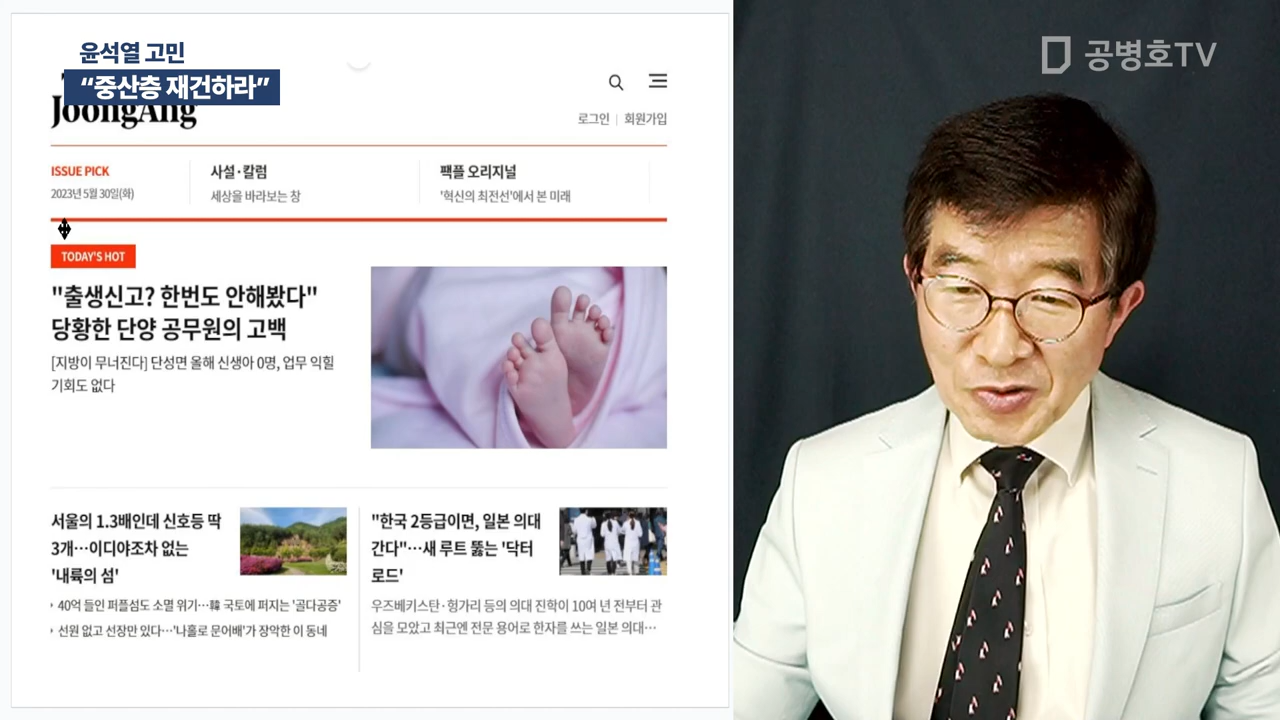 윤석열 고민
“중산층 재건하라”
공병호TV
JoongAng
로그인 | 회원가입
ISSUE PICK
2023년 5월 30일(화)
사설·칼럼
세상을 바라보는 창
팩플 오리지널
'혁신의 최전선'에서 본 미래
TODAY'S HOT
"출생신고? 한번도 안해봤다"
당황한 단양 공무원의 고백
[지방이 무너진다] 단성면 올해 신생아 0명, 업무 익힐
기회도 없다
서울의 1.3배인데 신호등 딱
3개…이디야조차 없는
'내륙의 섬'
40억 들인 퍼플섬도 소멸 위기…韓 국토에 퍼지는 '골다공증'
선원 없고 선장만 있다…'나홀로 문어배'가 장악한 이 동네
"한국 2등급이면, 일본 의대
간다"…새 루트 뚫는 '닥터
로드'
우즈베키스탄·헝가리 등의 의대 진학이 10여 년 전부터 관
심을 모았고 최근엔 전문 용어로 한자를 쓰는 일본 의대…